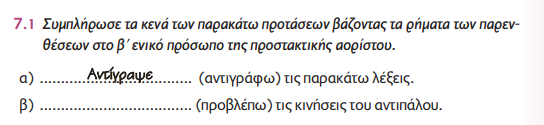 7.1 Συμπλήρωσε τα κενά των παρακάτω προτάσεων βάζοντας τα ρήματα των παρεν-
θέσεων στο β΄ ενικό πρόσωπο της προστακτικής αορίστου.
α) ......Αντίγραψε...... (αντιγράφω) τις παρακάτω λέξεις.
β) .................................... (προβλέπω) τις κινήσεις του αντιπάλου.